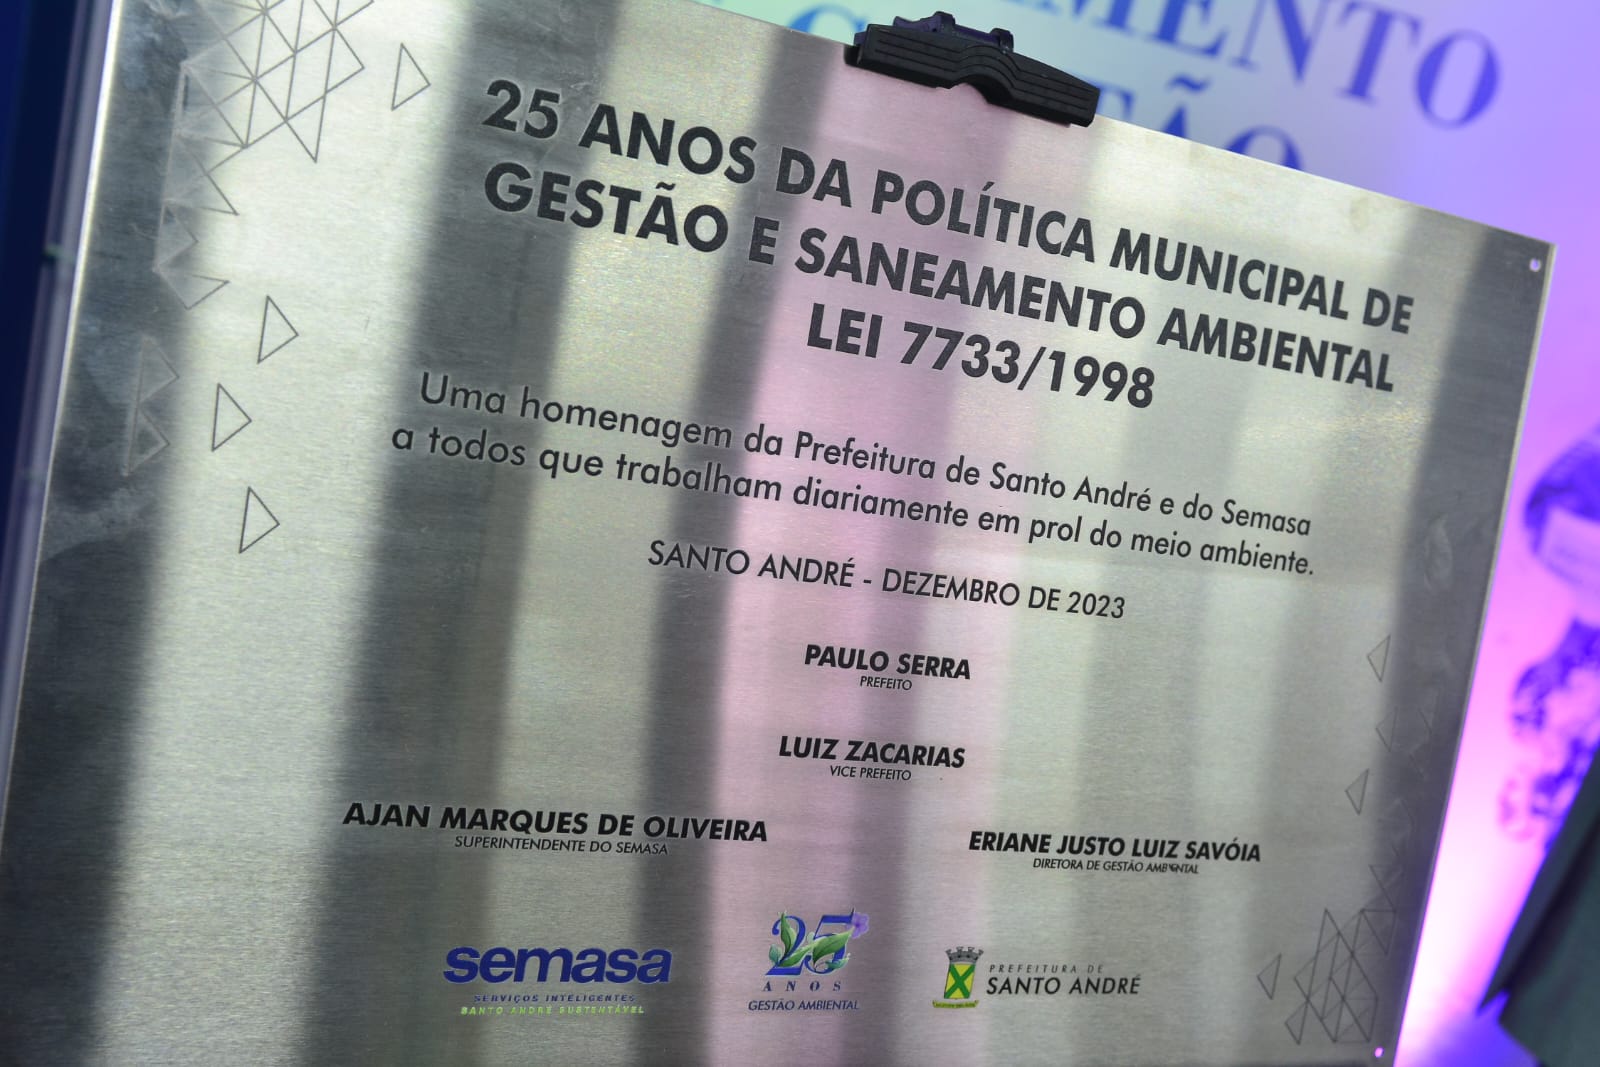 MENTO
TÃO
25 ANOS DA POLÍTICA MUNICIPAL DE
GESTÃO E SANEAMENTO AMBIENTAL
LEI 7733/1998
Uma homenagem da Prefeitura de Santo André e do Semasa
a todos que trabalham diariamente em prol do meio ambiente.
SANTO ANDRÉ - DEZEMBRO DE 2023
PAULO SERRA
PREFEITO
LUIZ ZACARIAS
VICE PREFEITO
AJAN MARQUES DE OLIVEIRA
SUPERINTENDENTE DO SEMASA
ERIANE JUSTO LUIZ SAVÓIA
DIRETORA DE GESTÃO AMBIENTAL
semasa
SERVIÇOS INTELIGENTES
SANTO ANDRÉ SUSTENTÁVEL
25
ANOS
GESTÃO AMBIENTAL
PREFEITURA DE
SANTO ANDRÉ